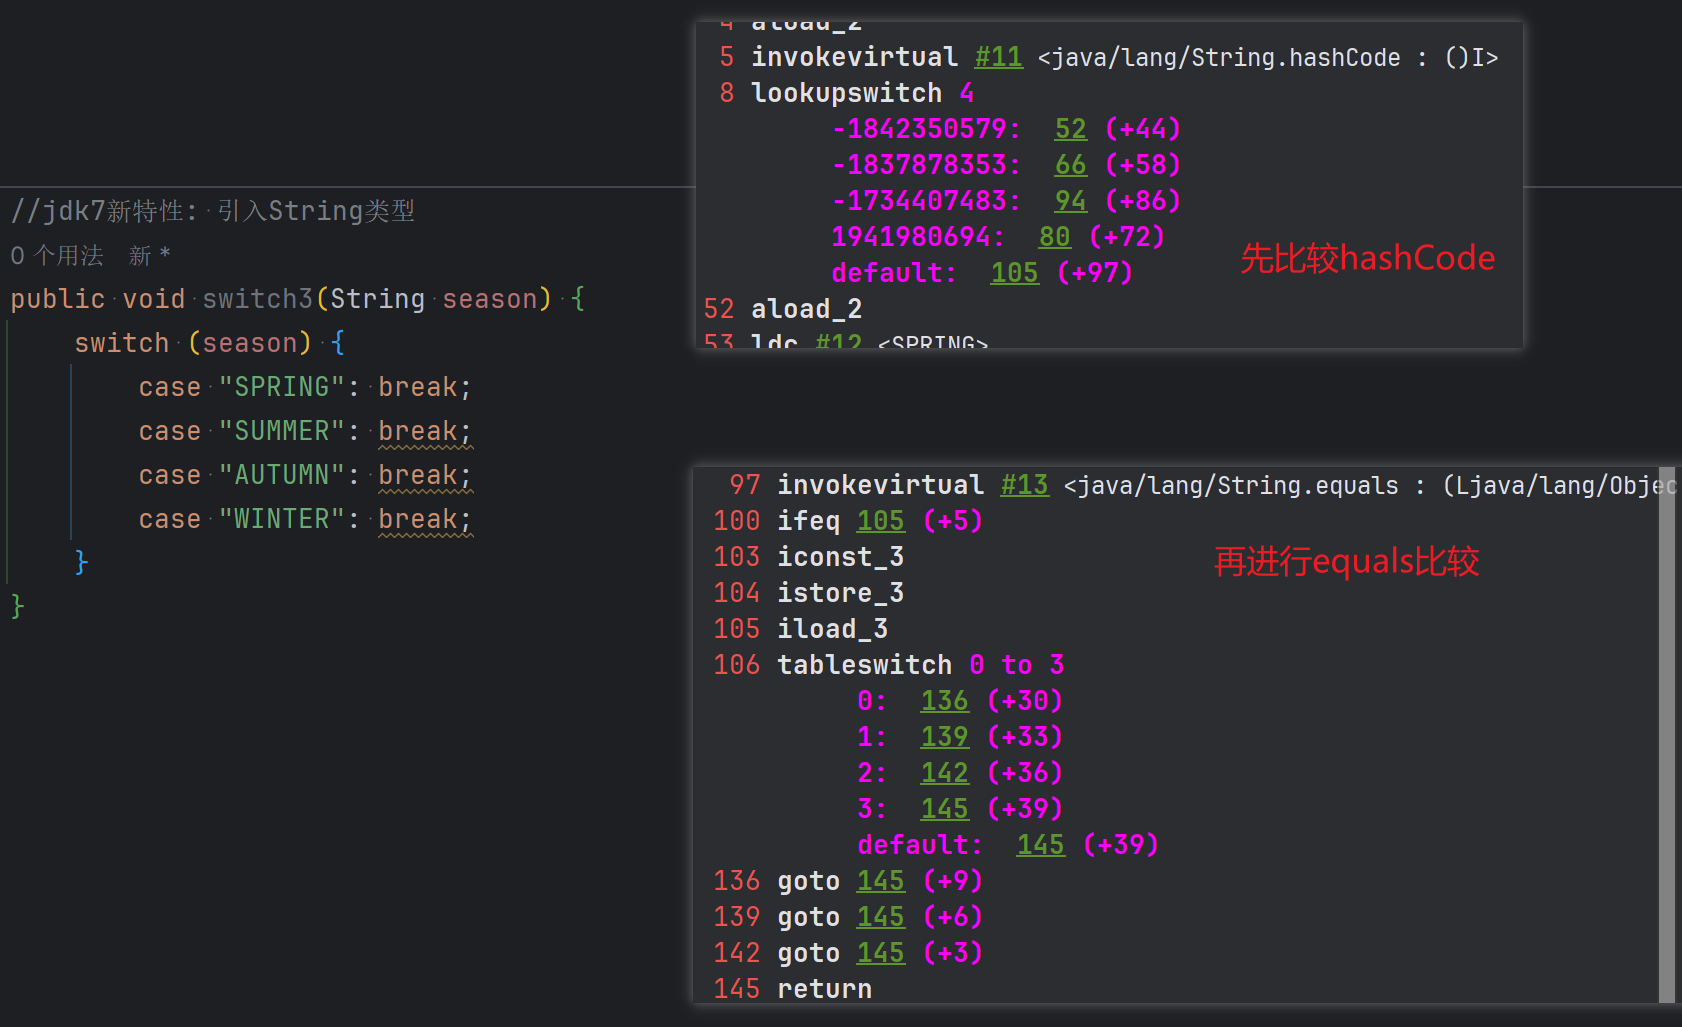 //jdk7新特性: 引入String类型
0 个用法 新 *
public void switch3(String season) {
switch (season) {
case "SPRING": break;
case "SUMMER": break;
case "AUTUMN": break;
case "WINTER": break;
}
}
4 aload_2
5 invokevirtual #11 <java/lang/String.hashCode : ()I>
8 lookupswitch 4
-1842350579: 52 (+44)
-1837878353: 66 (+58)
-1734407483: 94 (+86)
1941980694: 80 (+72)
default: 105 (+97)
先比较hashCode
52 aload_2
53 ldc #12 <SPRING>
97 invokevirtual #13 <java/lang/String.equals : (Ljava/lang/Objec
100 ifeq 105 (+5)
103 iconst_3
再进行equals比较
104 istore_3
105 iload_3
106 tableswitch 0 to 3
0: 136 (+30)
1: 139 (+33)
2: 142 (+36)
3: 145 (+39)
default: 145 (+39)
136 goto 145 (+9)
139 goto 145 (+6)
142 goto 145 (+3)
145 return